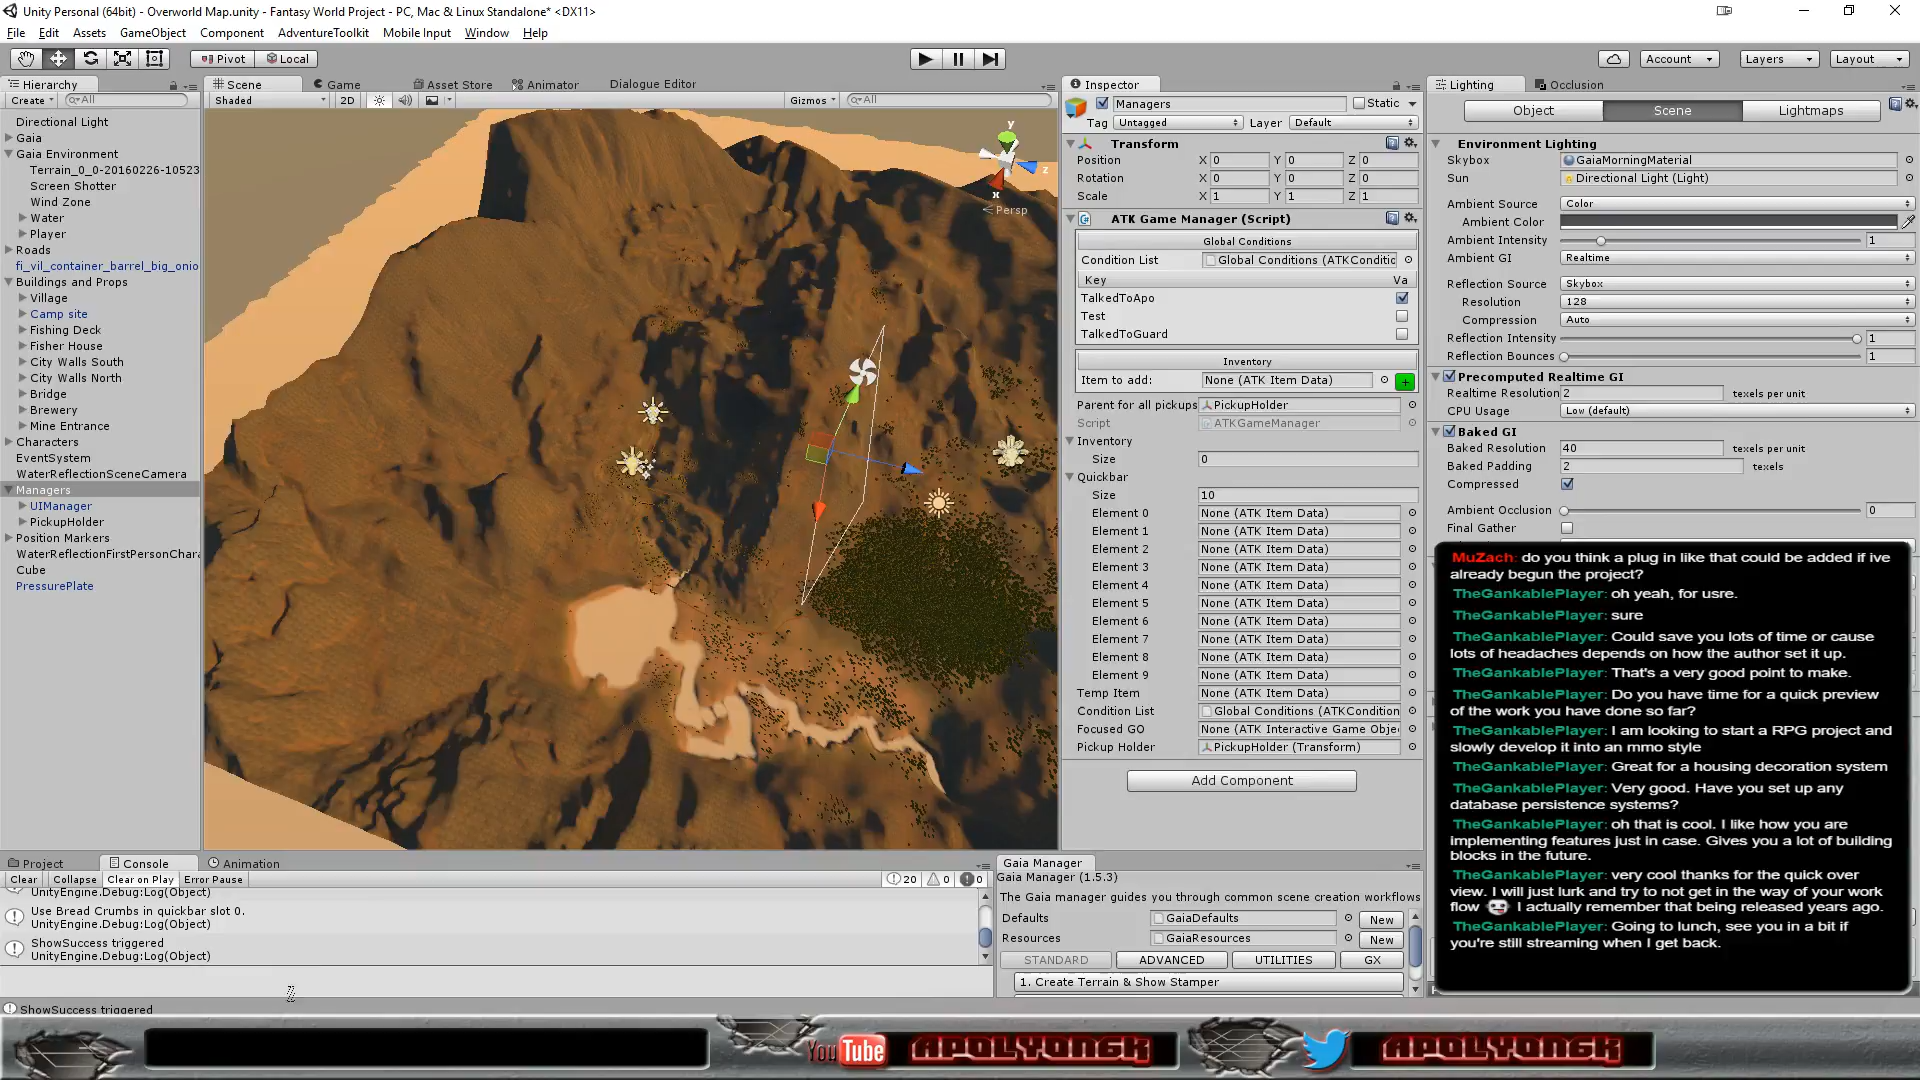 Unity Personal (64bit) - Overworld Map.unity - Fantasy World Project - PC, Mac & Linux Standalone* <DX11>
File Edit Assets GameObject Component AdventureToolkit Mobile Input Window Help
Pivot Local Account Layers Layout
Hierarchy
Create All
Directional Light
Gaia
Gaia Environment
Terrain_0_0-20160226-10523
Screen Shotter
Wind Zone
Water
Player
Roads
fi_vil_container_barrel_big_onio
Buildings and Props
Village
Camp site
Fishing Deck
Fisher House
City Walls South
City Walls North
Bridge
Brewery
Mine Entrance
Characters
EventSystem
WaterReflectionSceneCamera
Managers
UIManager
PickupHolder
Position Markers
WaterReflectionFirstPersonChara
Cube
PressurePlate
Scene Game Asset Store Animator Dialogue Editor
Shaded 2D Gizmos All
y
z
x
Persp
Inspector
Managers Static
Tag Untagged Layer Default
Transform
Position X 0 Y 0 Z 0
Rotation X 0 Y 0 Z 0
Scale X 1 Y 1 Z 1
ATK Game Manager (Script)
Global Conditions
Condition List Global Conditions (ATKConditic
Key Va
TalkedToApo
Test
TalkedToGuard
Inventory
Item to add: None (ATK Item Data) +
Parent for all pickups PickupHolder
Script ATKGameManager
Inventory
Size 0
Quickbar
Size 10
Element 0 None (ATK Item Data)
Element 1 None (ATK Item Data)
Element 2 None (ATK Item Data)
Element 3 None (ATK Item Data)
Element 4 None (ATK Item Data)
Element 5 None (ATK Item Data)
Element 6 None (ATK Item Data)
Element 7 None (ATK Item Data)
Element 8 None (ATK Item Data)
Element 9 None (ATK Item Data)
Temp Item None (ATK Item Data)
Condition List Global Conditions (ATKCondition
Focused GO None (ATK Interactive Game Obje
Pickup Holder PickupHolder (Transform)
Add Component
Lighting Occlusion
Object Scene Lightmaps
Environment Lighting
Skybox GaiaMorningMaterial
Sun Directional Light (Light)
Ambient Source Color
Ambient Color
Ambient Intensity 1
Ambient GI Realtime
Reflection Source Skybox
Resolution 128
Compression Auto
Reflection Intensity 1
Reflection Bounces 1
Precomputed Realtime GI
Realtime Resolution 2 texels per unit
CPU Usage Low (default)
Baked GI
Baked Resolution 40 texels per unit
Baked Padding 2 texels
Compressed
Ambient Occlusion 0
Final Gather
MuZach: do you think a plug in like that could be added if ive
already begun the project?
TheGankablePlayer: oh yeah, for usre.
TheGankablePlayer: sure
TheGankablePlayer: Could save you lots of time or cause
lots of headaches depends on how the author set it up.
TheGankablePlayer: That's a very good point to make.
TheGankablePlayer: Do you have time for a quick preview
of the work you have done so far?
TheGankablePlayer: I am looking to start a RPG project and
slowly develop it into an mmo style
TheGankablePlayer: Great for a housing decoration system
TheGankablePlayer: Very good. Have you set up any
database persistence systems?
TheGankablePlayer: oh that is cool. I like how you are
implementing features just in case. Gives you a lot of building
blocks in the future.
TheGankablePlayer: very cool thanks for the quick over
view. I will just lurk and try to not get in the way of your work
flow I actually remember that being released years ago.
TheGankablePlayer: Going to lunch, see you in a bit if
you're still streaming when I get back.
Project Console Animation
Clear Collapse Clear on Play Error Pause 20 0 0
UnityEngine.Debug:Log(Object)
Use Bread Crumbs in quickbar slot 0.
UnityEngine.Debug:Log(Object)
ShowSuccess triggered
UnityEngine.Debug:Log(Object)
ShowSuccess triggered
Gaia Manager
Gaia Manager (1.5.3)
The Gaia manager guides you through common scene creation workflows
Defaults GaiaDefaults New
Resources GaiaResources New
STANDARD ADVANCED UTILITIES GX
1. Create Terrain & Show Stamper
YouTube APOLYONGK APOLYONGK